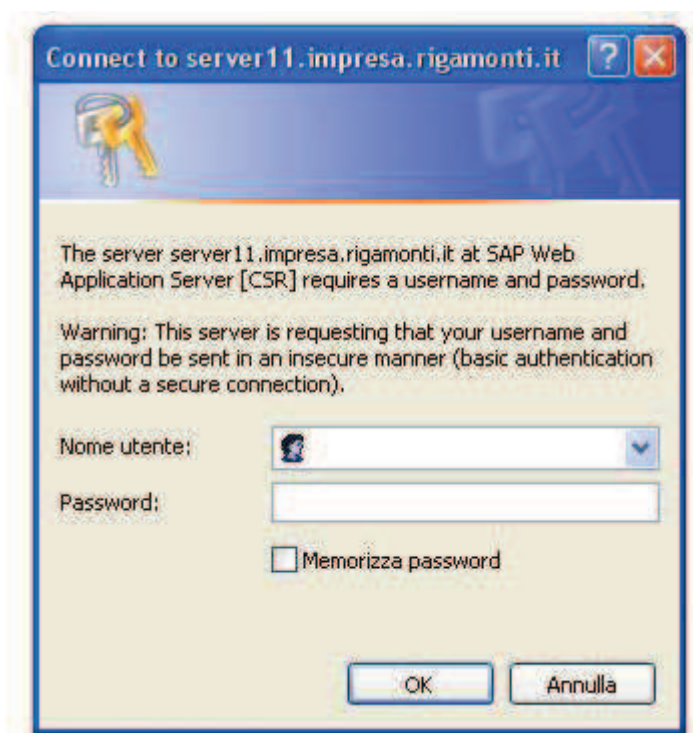 Connect to server11.impresa.rigamonti.it
The server server11.impresa.rigamonti.it at SAP Web
Application Server [CSR] requires a username and password.
Warning: This server is requesting that your username and
password be sent in an insecure manner (basic authentication
without a secure connection).
Nome utente:
Password:
Memorizza password
OK Annulla